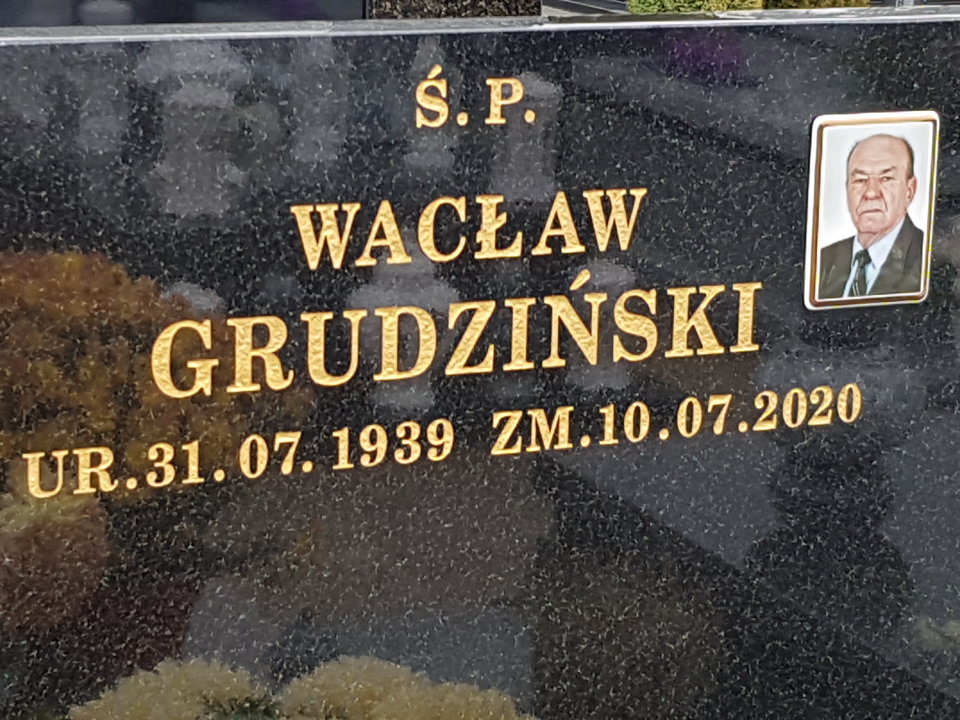 Ś. P.
WACŁAW
GRUDZIŃSKI
UR.31.07.1939 ZM.10.07.2020